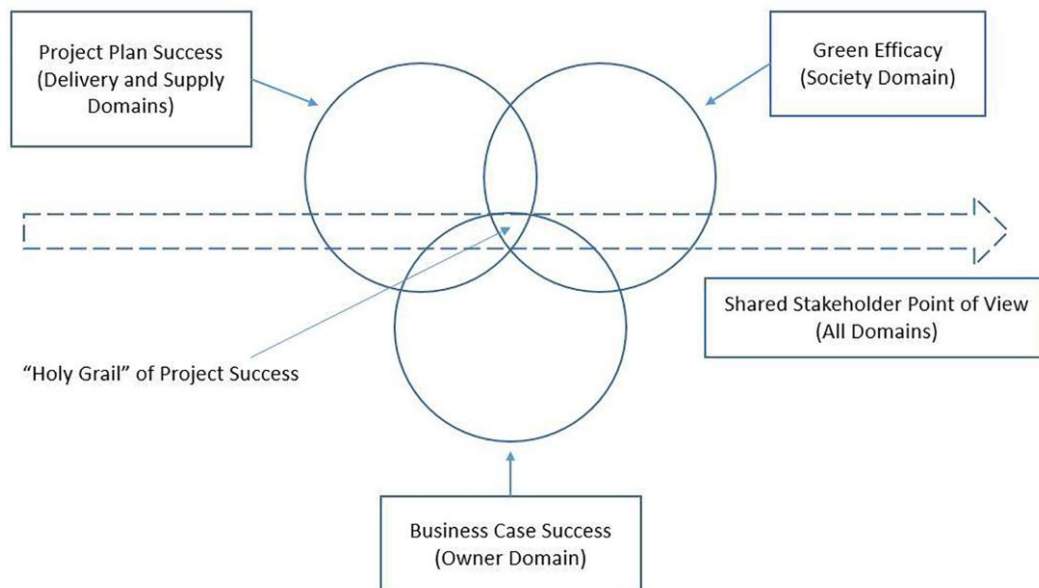 Project Plan Success
(Delivery and Supply
Domains)
Green Efficacy
(Society Domain)
Shared Stakeholder Point of View
(All Domains)
“Holy Grail” of Project Success
Business Case Success
(Owner Domain)